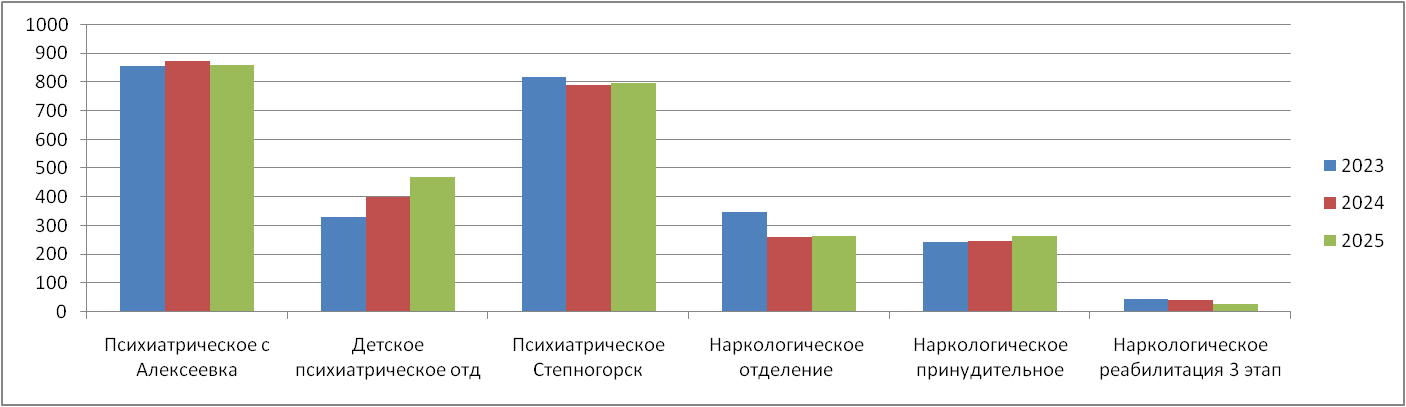 1000
900
800
700
600
500
400
300
200
100
0
Психиатрическое с
Алексеевка
Детское
психиатрическое отд
Психиатрическое
Степногорск
Наркологическое
отделение
Наркологическое
принудительное
Наркологическое
реабилитация 3 этап
2023
2024
2025